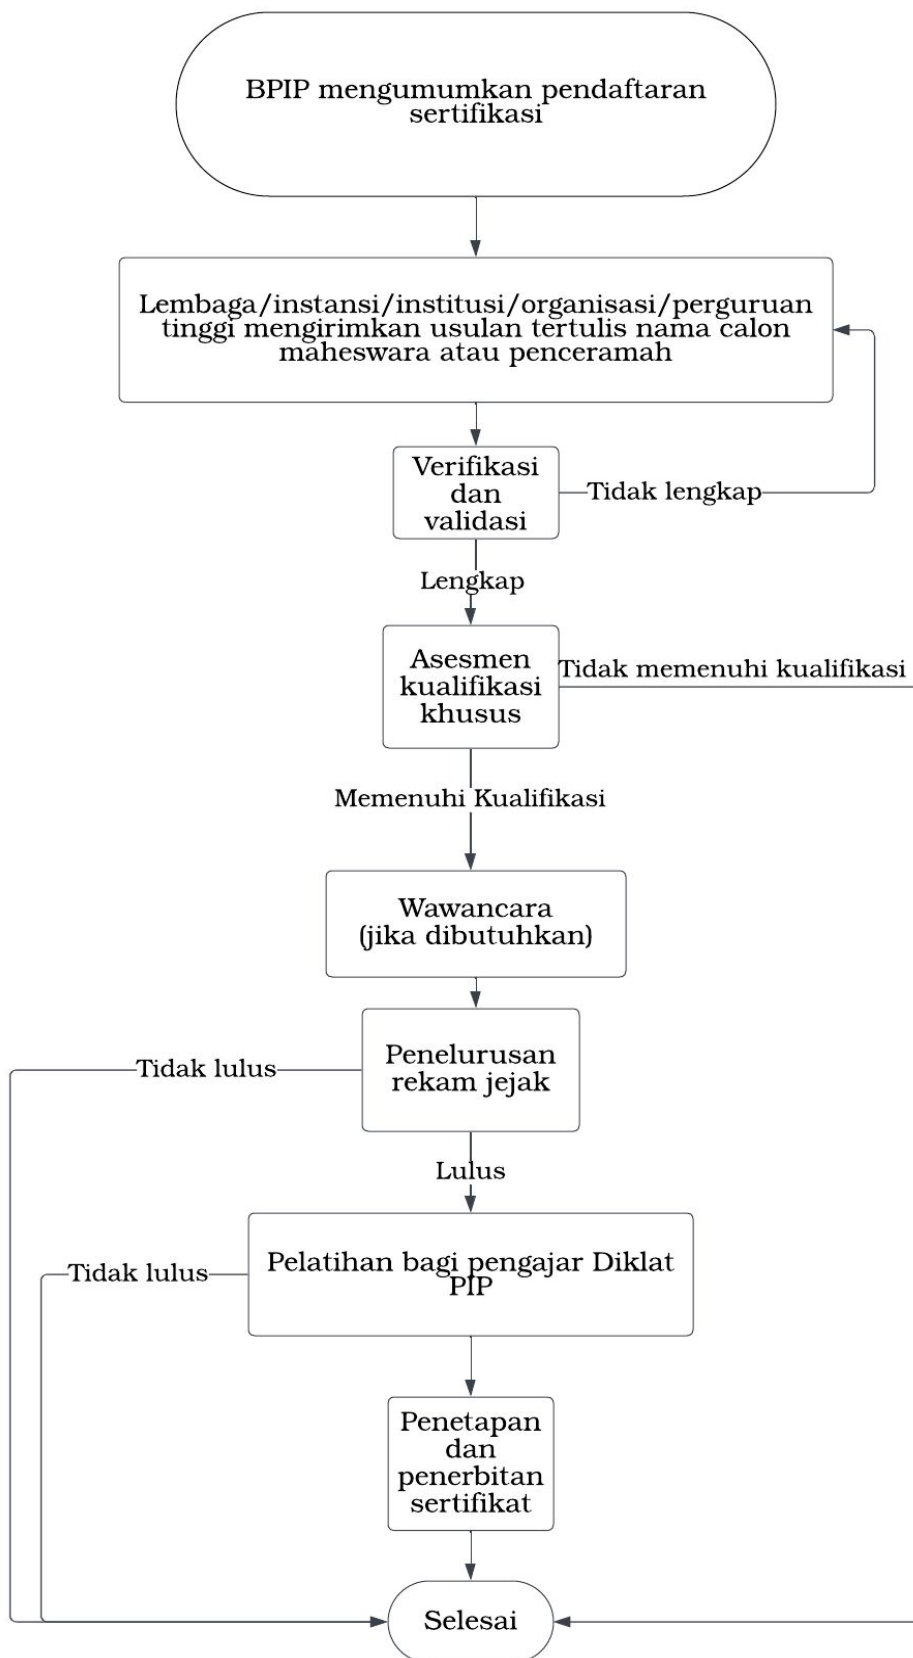 BPIP mengumumkan pendaftaran
sertifikasi
Lembaga/instansi/institusi/organisasi/perguruan
tinggi mengirimkan usulan tertulis nama calon
maheswara atau penceramah
Verifikasi
dan
validasi
Tidak lengkap
Lengkap
Asesmen
kualifikasi
khusus
Tidak memenuhi kualifikasi
Memenuhi Kualifikasi
Wawancara
(jika dibutuhkan)
Penelurusan
rekam jejak
Tidak lulus
Lulus
Pelatihan bagi pengajar Diklat
PIP
Tidak lulus
Penetapan
dan
penerbitan
sertifikat
Selesai